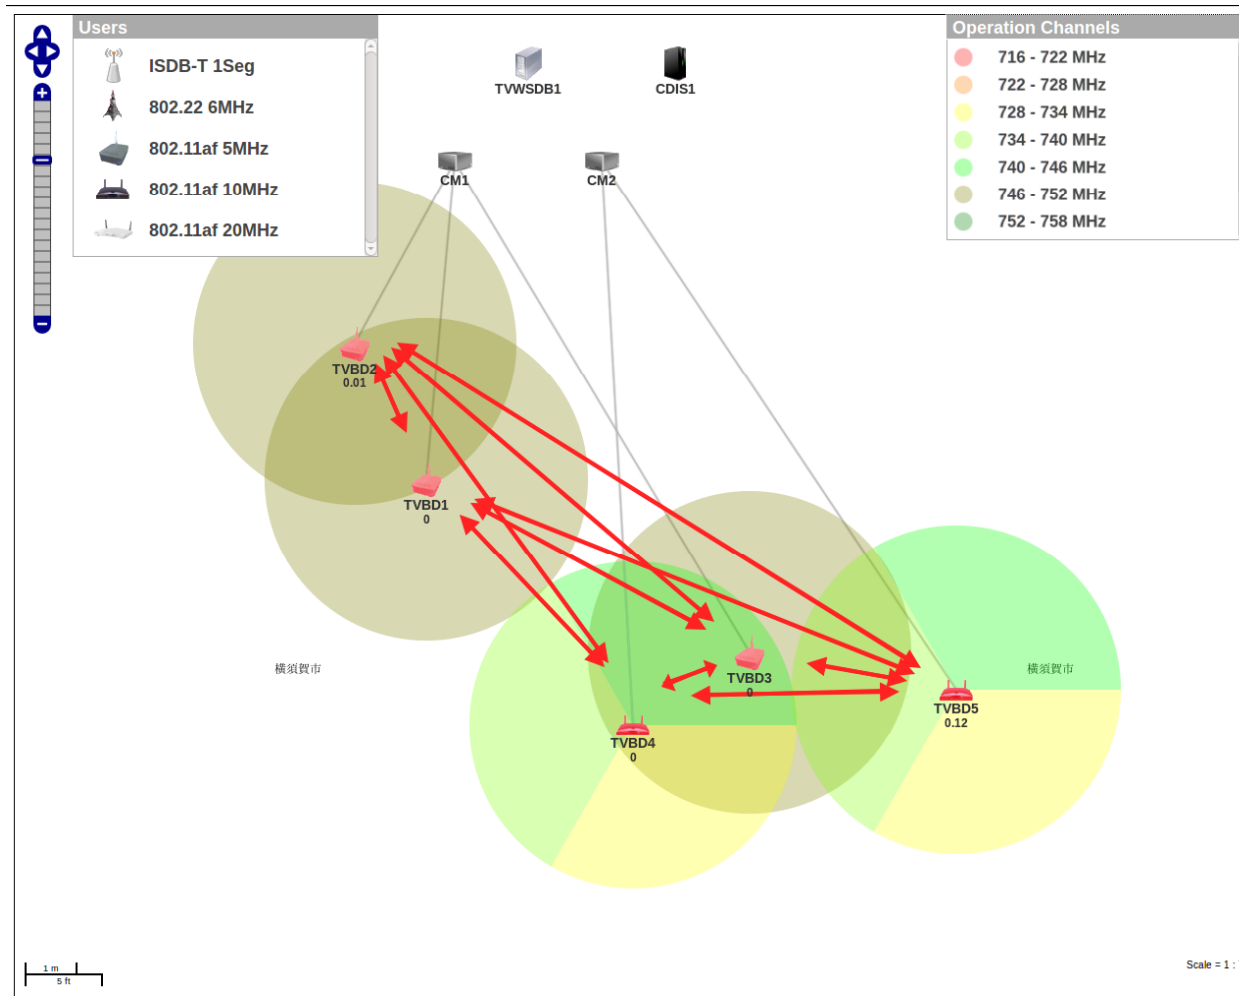 Users
ISDB-T 1Seg
802.22 6MHz
802.11af 5MHz
802.11af 10MHz
802.11af 20MHz
TVWSDB1
CDIS1
Operation Channels
716 - 722 MHz
722 - 728 MHz
728 - 734 MHz
734 - 740 MHz
740 - 746 MHz
746 - 752 MHz
752 - 758 MHz
CM1
CM2
TVBD2
0.01
TVBD1
0
横須賀市
横須賀市
TVBD3
0
TVBD5
0.12
TVBD4
0
1 m
5 ft
Scale = 1 :